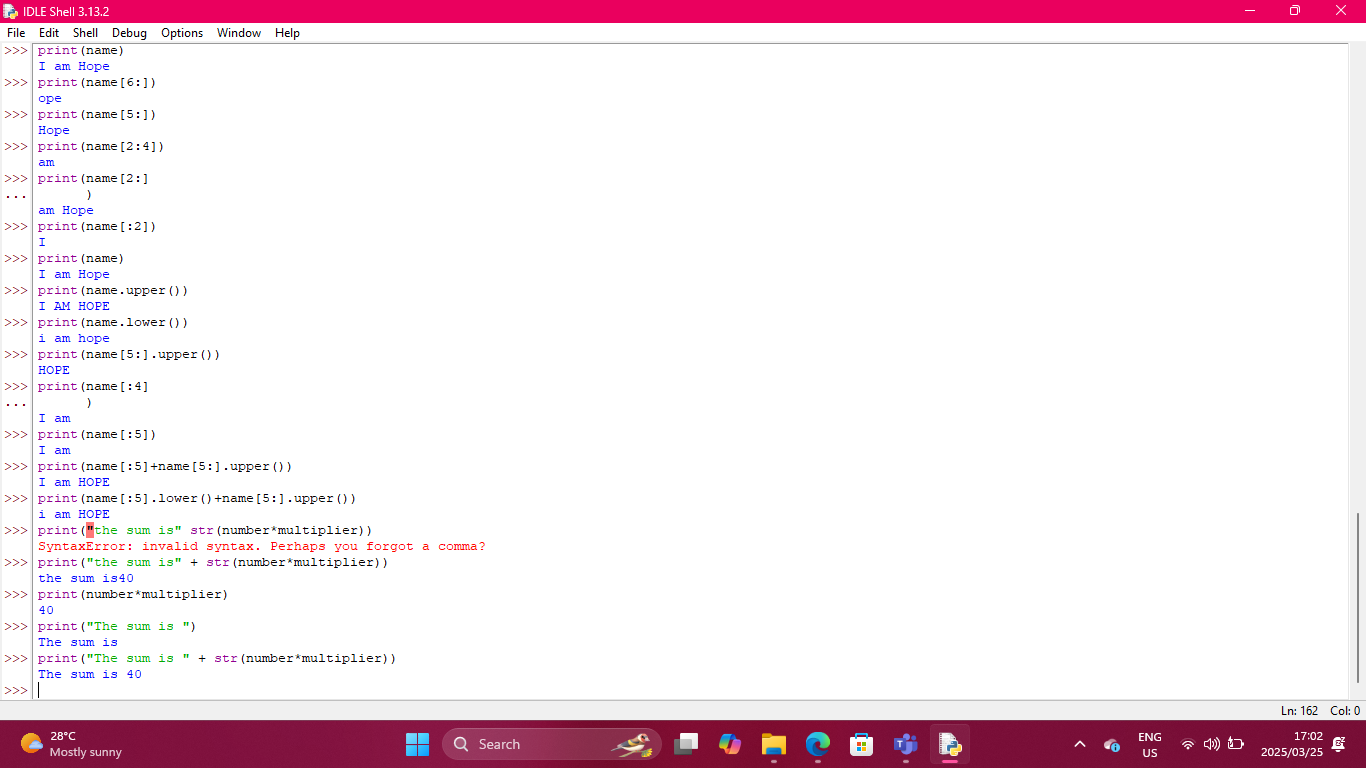 IDLE Shell 3.13.2
File Edit Shell Debug Options Window Help
>>> print(name)
I am Hope
>>> print(name[6:])
ope
>>> print(name[5:])
Hope
>>> print(name[2:4])
am
>>> print(name[2:]
... )
am Hope
>>> print(name[:2])
I
>>> print(name)
I am Hope
>>> print(name.upper())
I AM HOPE
>>> print(name.lower())
i am hope
>>> print(name[5:].upper())
HOPE
>>> print(name[:4]
... )
I am
>>> print(name[:5])
I am
>>> print(name[:5]+name[5:].upper())
I am HOPE
>>> print(name[:5].lower()+name[5:].upper())
i am HOPE
>>> print("the sum is" str(number*multiplier))
SyntaxError: invalid syntax. Perhaps you forgot a comma?
>>> print("the sum is" + str(number*multiplier))
the sum is40
>>> print(number*multiplier)
40
>>> print("The sum is ")
The sum is
>>> print("The sum is " + str(number*multiplier))
The sum is 40
>>>
Ln: 162 Col: 0
28°C
Mostly sunny
Search
ENG
US
17:02
2025/03/25